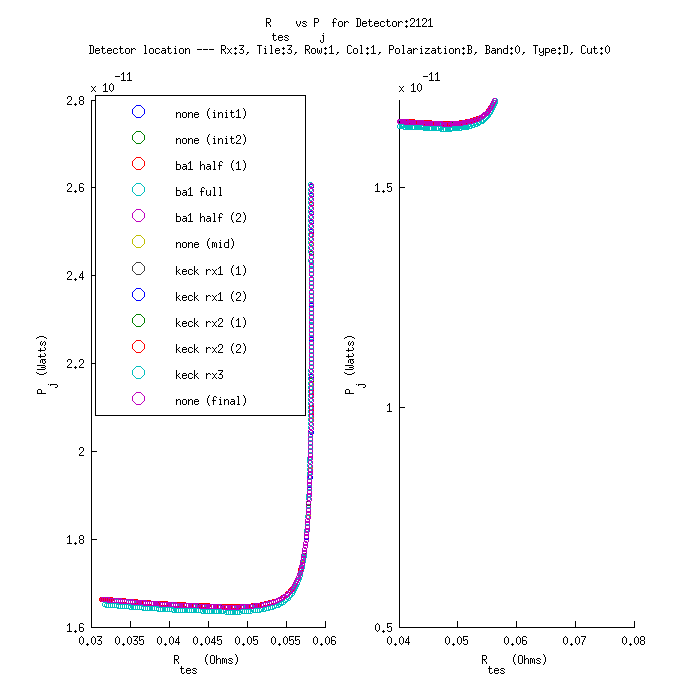 R    vs P  for Detector:2121
tes     j
Detector location --- Rx:3, Tile:3, Row:1, Col:1, Polarization:B, Band:0, Type:D, Cut:0
x 10 -11
2.8
2.6
2.4
2.2
2
1.8
1.6
P j (Watts)
none (init1)
none (init2)
ba1 half (1)
ba1 full
ba1 half (2)
none (mid)
keck rx1 (1)
keck rx1 (2)
keck rx2 (1)
keck rx2 (2)
keck rx3
none (final)
0.03 0.035 0.04 0.045 0.05 0.055 0.06
R tes (Ohms)
x 10 -11
1.5
1
0.5
P j (Watts)
0.04 0.05 0.06 0.07 0.08
R tes (Ohms)